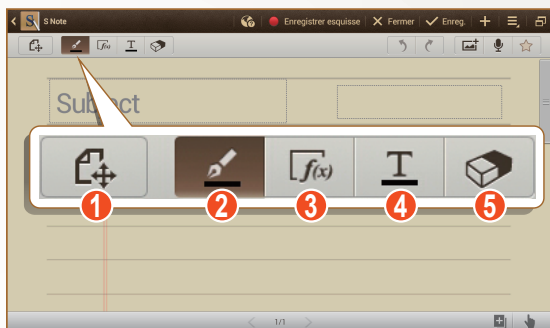 S Note Enregistrer esquisse Fermer Enreg.
f(x) T
Subject
f(x) T
1 2 3 4 5
1/1